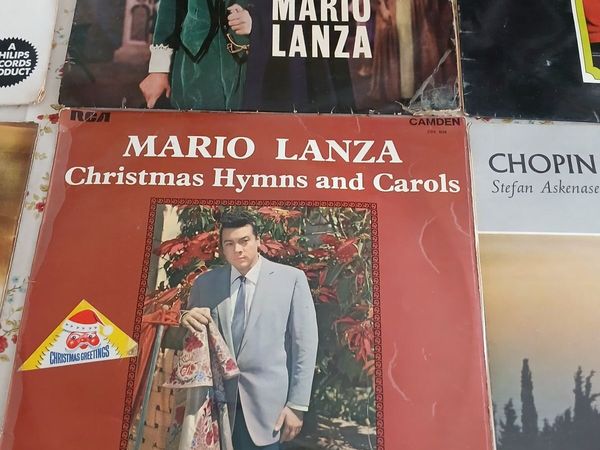 A
PHILIPS
RECORDS
PRODUCT
MARIO
LANZA
RCA
CAMDEN
MARIO LANZA
Christmas Hymns and Carols
CHRISTMAS GREETINGS
CHOPIN
Stefan Askenase